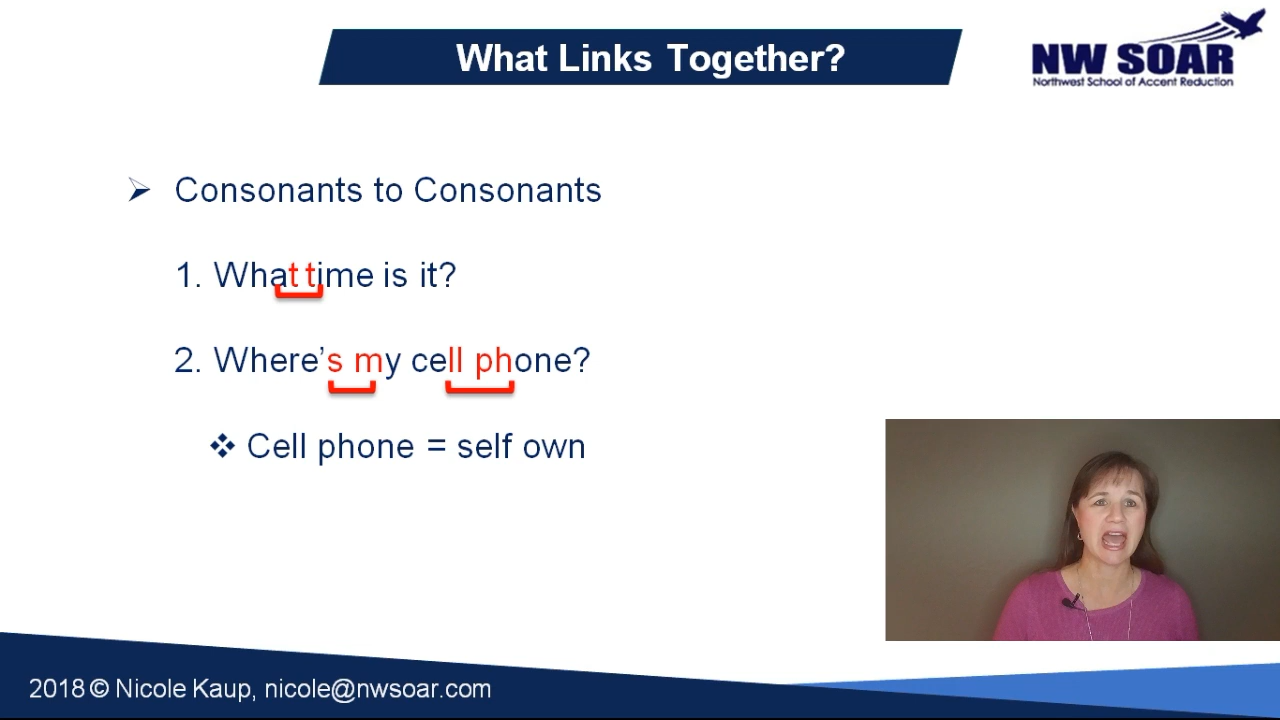 What Links Together?
NW SOAR
Northwest School of Accent Reduction
➢ Consonants to Consonants
1. What time is it?
2. Where’s my cell phone?
❖ Cell phone = self own
2018 © Nicole Kaup, nicole@nwsoar.com